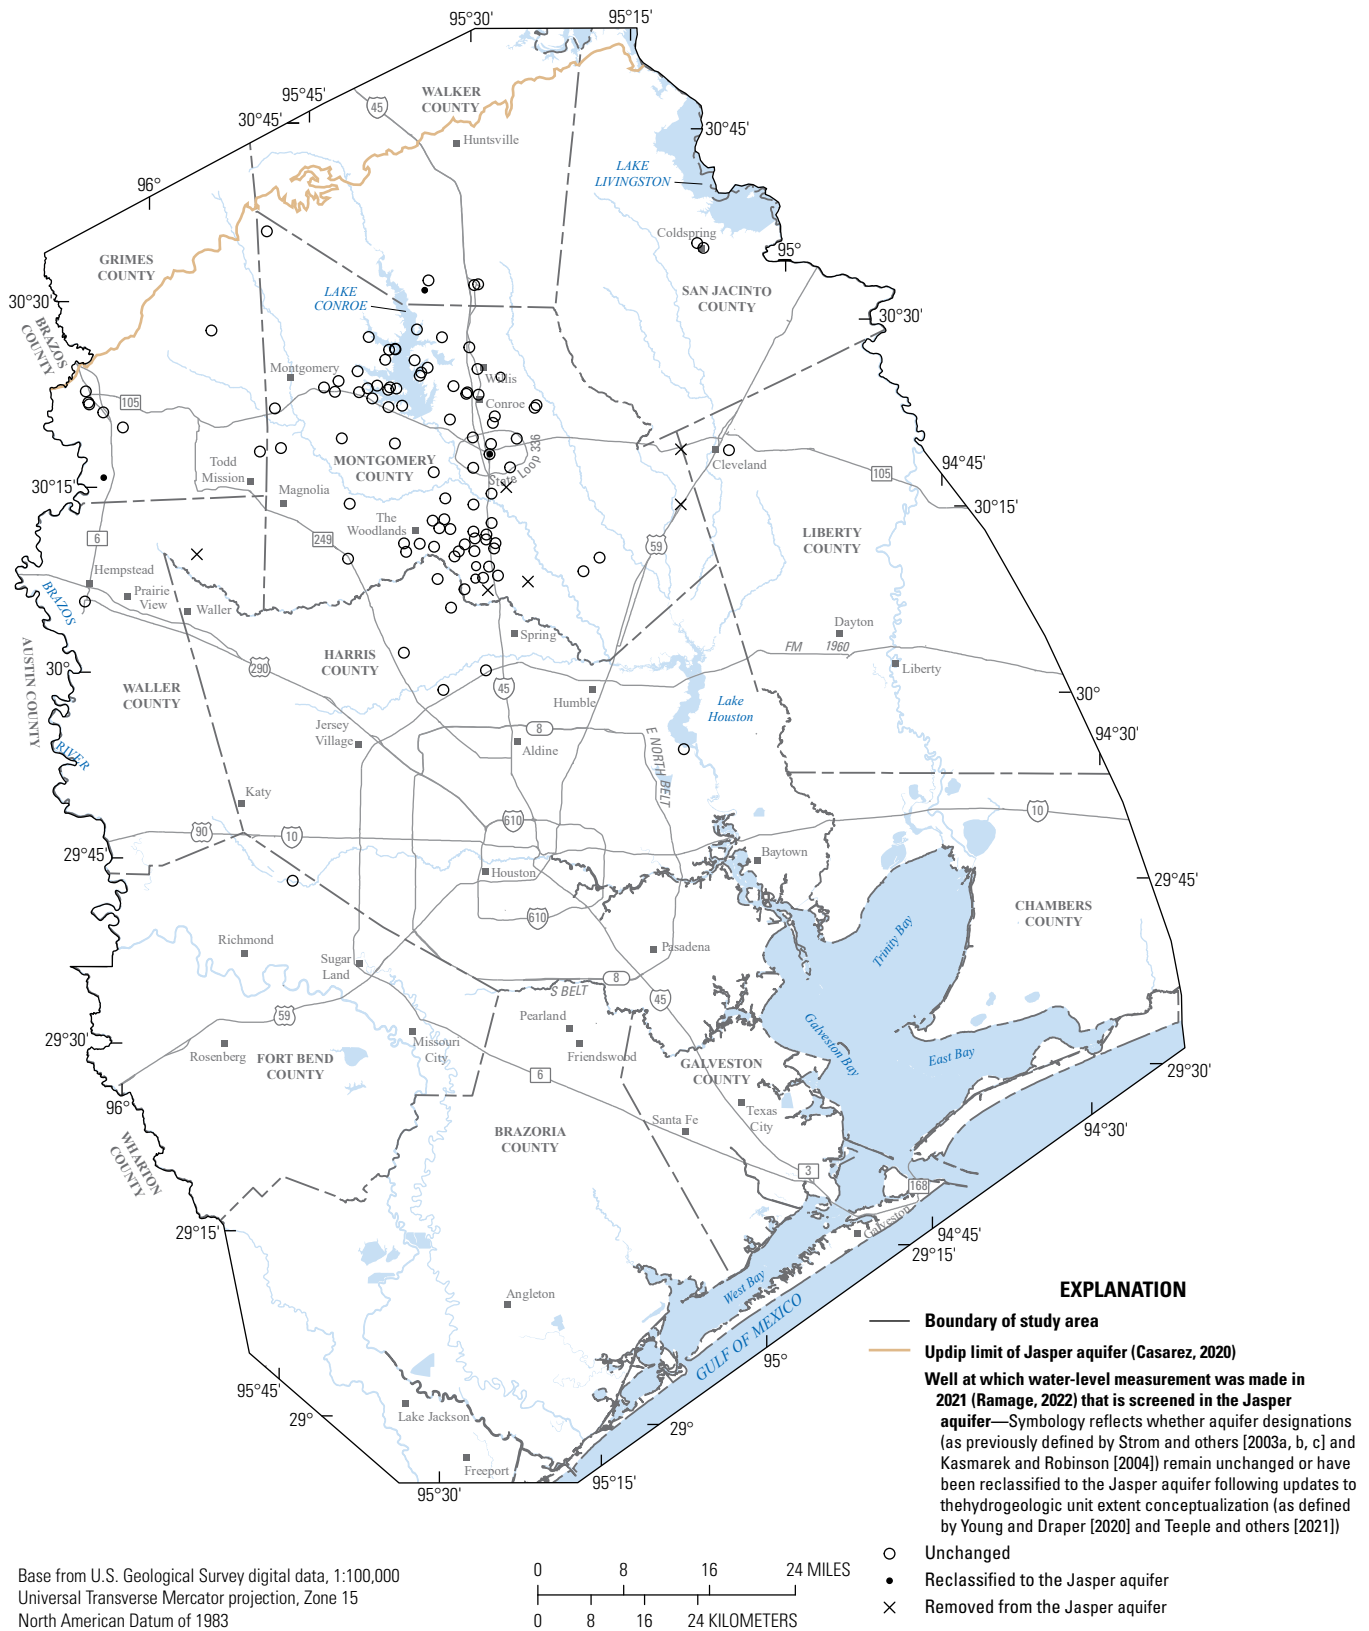 95°30'
95°15'
WALKER
COUNTY
95°45'
45
30°45'
Huntsville
30°45'
LAKE
LIVINGSTON
96°
Coldspring
95°
GRIMES
COUNTY
SAN JACINTO
COUNTY
LAKE
CONROE
30°30'
30°30'
BRAZOS
COUNTY
Montgomery
Willis
105
Conroe
State Loop 336
MONTGOMERY
COUNTY
Cleveland
94°45'
105
Todd
Mission
30°15'
Magnolia
30°15'
The
Woodlands
6
249
59
LIBERTY
COUNTY
Hempstead
Prairie
View
Waller
BRAZOS
Dayton
Spring
AUSTIN COUNTY
HARRIS
COUNTY
FM 1960
290
30°
Liberty
WALLER
COUNTY
45
Humble
30°
Lake
Houston
Jersey
Village
8
94°30'
Aldine
E NORTH BELT
RIVER
Katy
10
90
10
610
29°45'
Baytown
Houston
29°45'
CHAMBERS
COUNTY
610
Trinity Bay
Richmond
Pasadena
Sugar
Land
8
S BELT
45
59
Pearland
Galveston Bay
29°30'
Missouri
City
Rosenberg
FORT BEND
COUNTY
Friendswood
East Bay
GALVESTON
COUNTY
29°30'
6
96°
Texas
City
Santa Fe
94°30'
BRAZORIA
COUNTY
WHARTON
COUNTY
3
168
29°15'
Galveston
94°45'
29°15'
West Bay
Angleton
GULF OF MEXICO
95°
95°45'
29°
Lake Jackson
29°
Freeport
95°15'
95°30'
EXPLANATION
Boundary of study area
Updip limit of Jasper aquifer (Casarez, 2020)
Well at which water-level measurement was made in
2021 (Ramage, 2022) that is screened in the Jasper
aquifer—Symbology reflects whether aquifer designations
(as previously defined by Strom and others [2003a, b, c] and
Kasmarek and Robinson [2004]) remain unchanged or have
been reclassified to the Jasper aquifer following updates to
thehydrogeologic unit extent conceptualization (as defined
by Young and Draper [2020] and Teeple and others [2021])
Unchanged
Reclassified to the Jasper aquifer
Removed from the Jasper aquifer
Base from U.S. Geological Survey digital data, 1:100,000
Universal Transverse Mercator projection, Zone 15
North American Datum of 1983
0 8 16 24 MILES
0 8 16 24 KILOMETERS